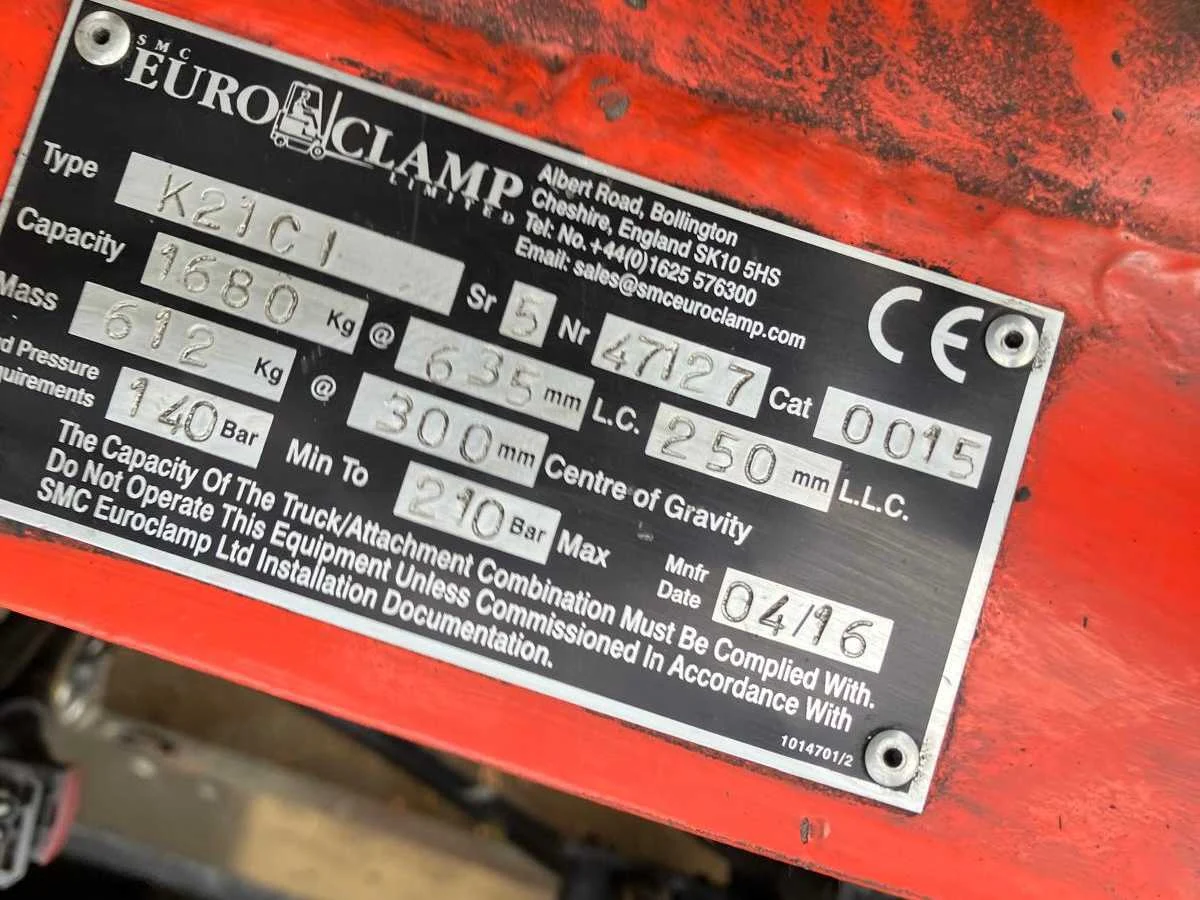 SMC
EURO CLAMP
LIMITED
Albert Road, Bollington
Cheshire, England SK10 5HS
Tel: No. +44(0)1625 576300
Email: sales@smceuroclamp.com
CE
Type K21C1 Sr 5 Nr 47127 Cat 0015
Capacity 1680 Kg @ 635 mm L.C. 250 mm L.L.C.
Mass 612 Kg @ 300 mm Centre of Gravity
Pressure
140 Bar Min To 210 Bar Max
Mnfr
Date 04/16
The Capacity Of The Truck/Attachment Combination Must Be Complied With.
Do Not Operate This Equipment Unless Commissioned In Accordance With
SMC Euroclamp Ltd Installation Documentation.
1014701/2